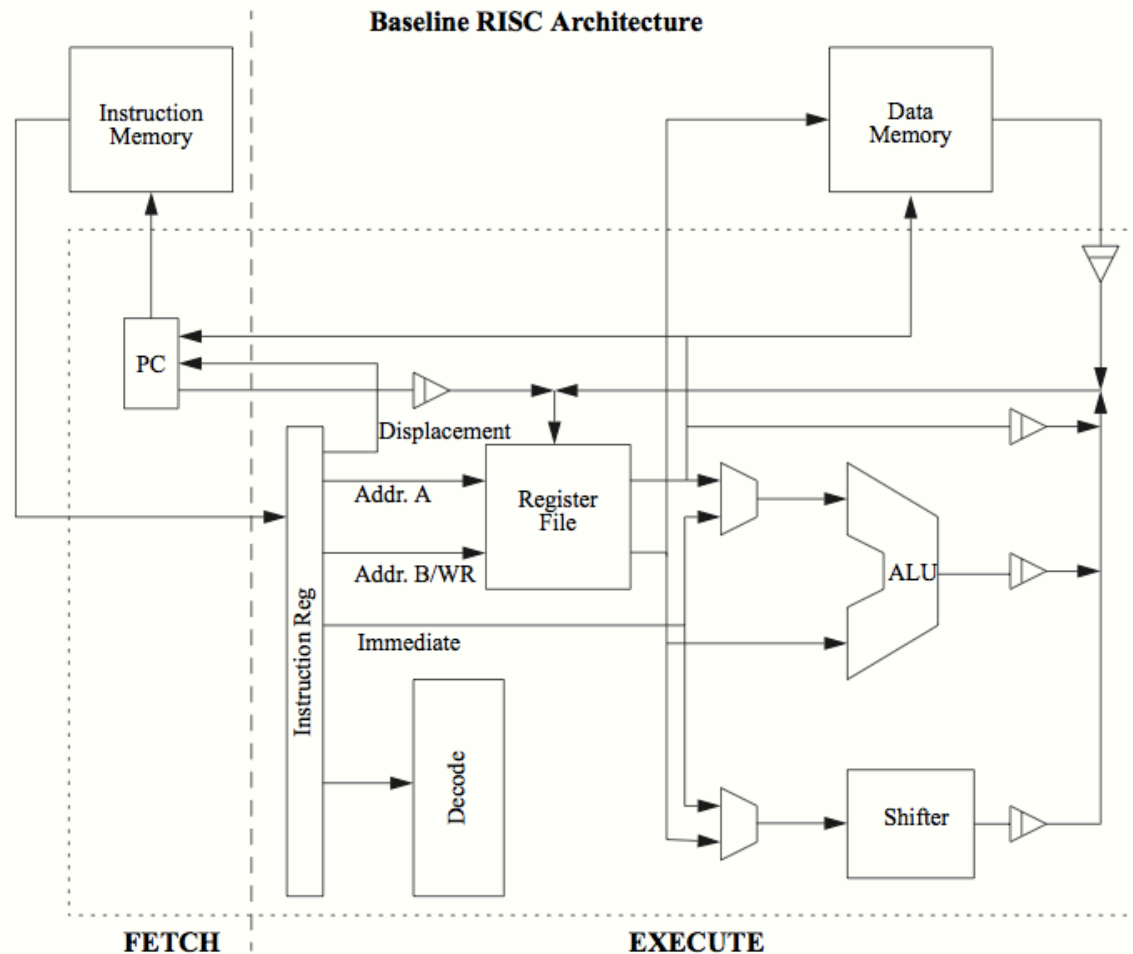 Baseline RISC Architecture
Instruction
Memory
Data
Memory
PC
Displacement
Addr. A
Register
File
Addr. B/WR
ALU
Immediate
Instruction Reg
Decode
Shifter
FETCH
EXECUTE